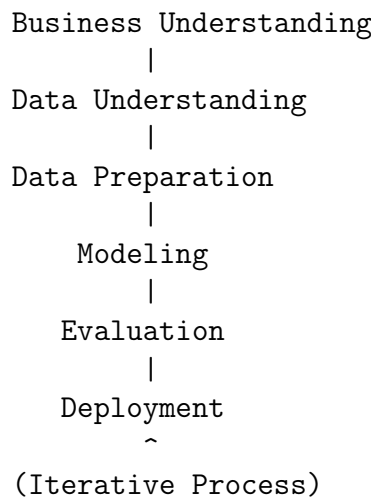 Business Understanding
|
Data Understanding
|
Data Preparation
|
Modeling
|
Evaluation
|
Deployment
^
(Iterative Process)